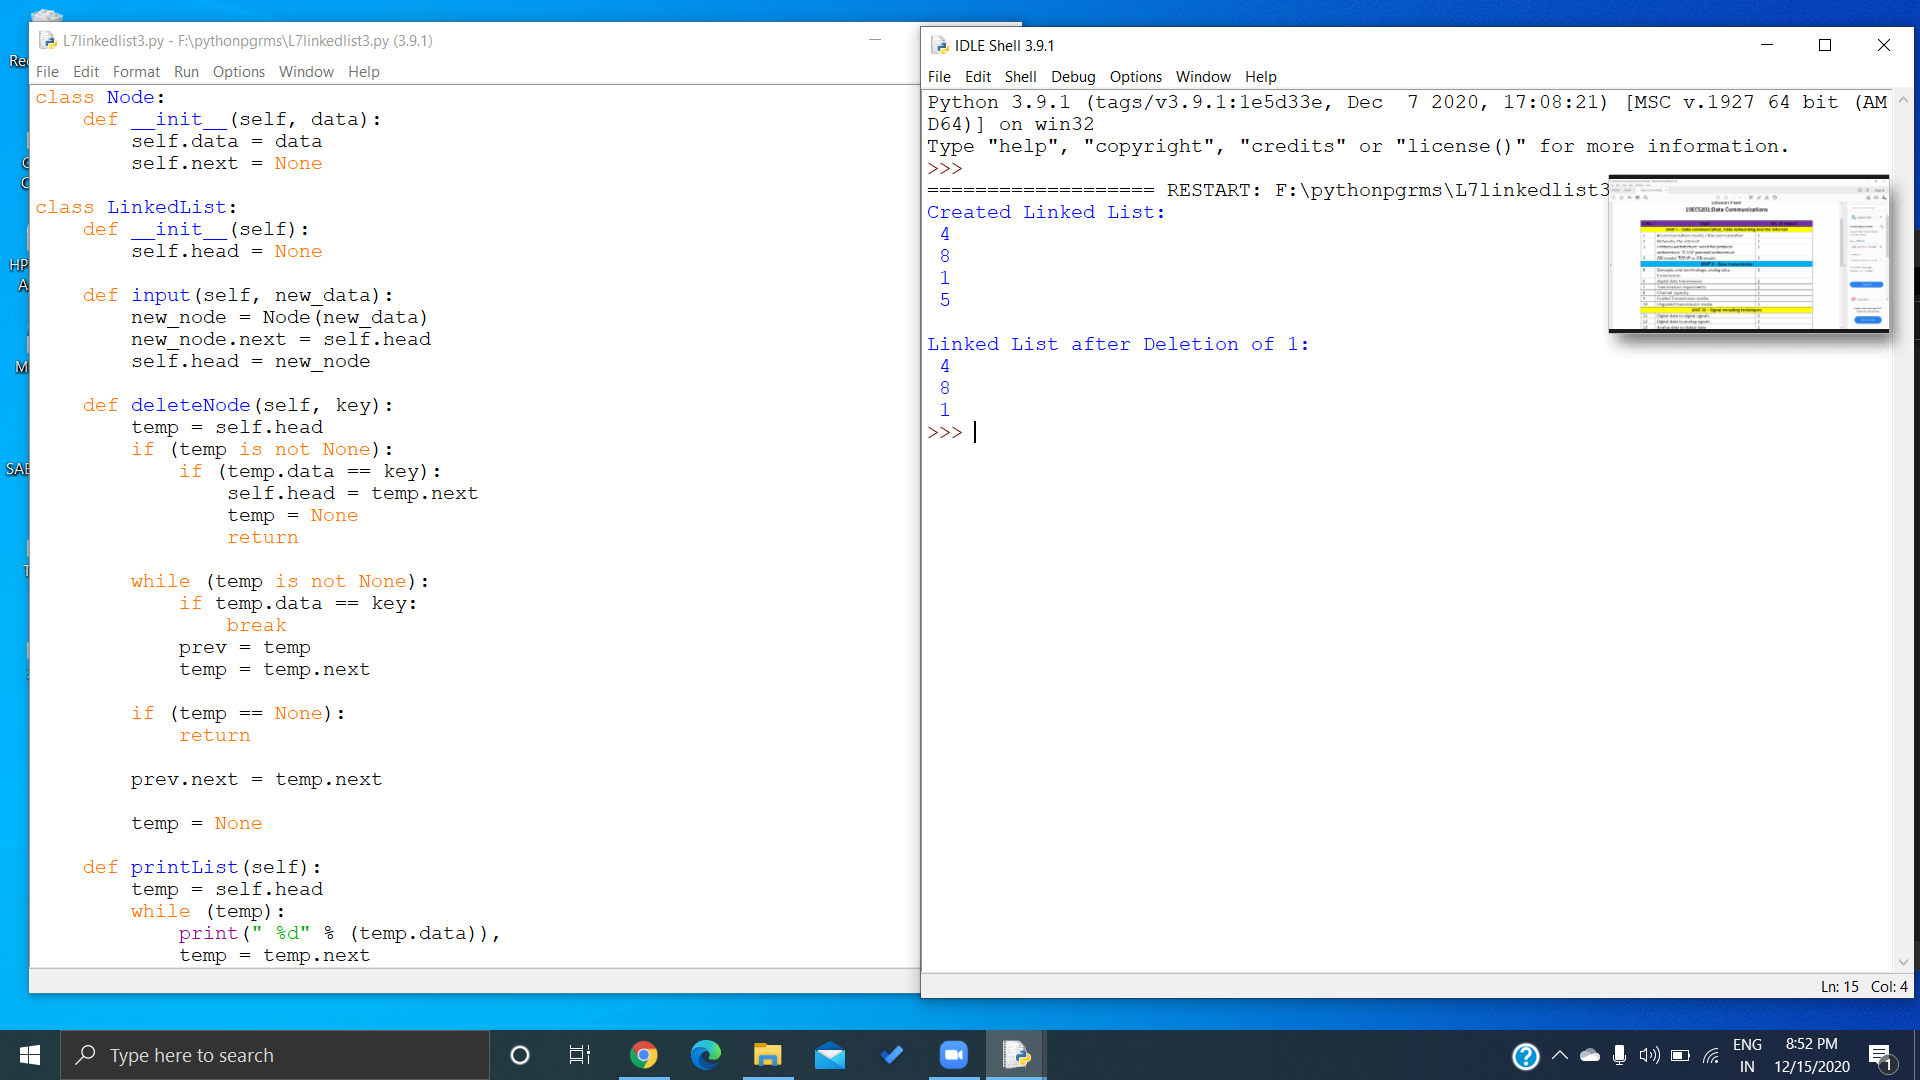 L7linkedlist3.py - F:\pythonpgrms\L7linkedlist3.py (3.9.1)
File Edit Format Run Options Window Help
class Node:
    def __init__(self, data):
        self.data = data
        self.next = None
class LinkedList:
    def __init__(self):
        self.head = None
    def input(self, new_data):
        new_node = Node(new_data)
        new_node.next = self.head
        self.head = new_node
    def deleteNode(self, key):
        temp = self.head
        if (temp is not None):
            if (temp.data == key):
                self.head = temp.next
                temp = None
                return
        while (temp is not None):
            if temp.data == key:
                break
            prev = temp
            temp = temp.next
        if (temp == None):
            return
        prev.next = temp.next
        temp = None
    def printList(self):
        temp = self.head
        while (temp):
            print(" %d" % (temp.data)),
            temp = temp.next
IDLE Shell 3.9.1
File Edit Shell Debug Options Window Help
Python 3.9.1 (tags/v3.9.1:1e5d33e, Dec  7 2020, 17:08:21) [MSC v.1927 64 bit (AM
D64)] on win32
Type "help", "copyright", "credits" or "license()" for more information.
>>>
=================== RESTART: F:\pythonpgrms\L7linkedlist3
Created Linked List:
 4
 8
 1
 5
Linked List after Deletion of 1:
 4
 8
 1
>>>
19ECS201:Data Communications
Ln: 15 Col: 4
Type here to search
ENG
IN
8:52 PM
12/15/2020
1